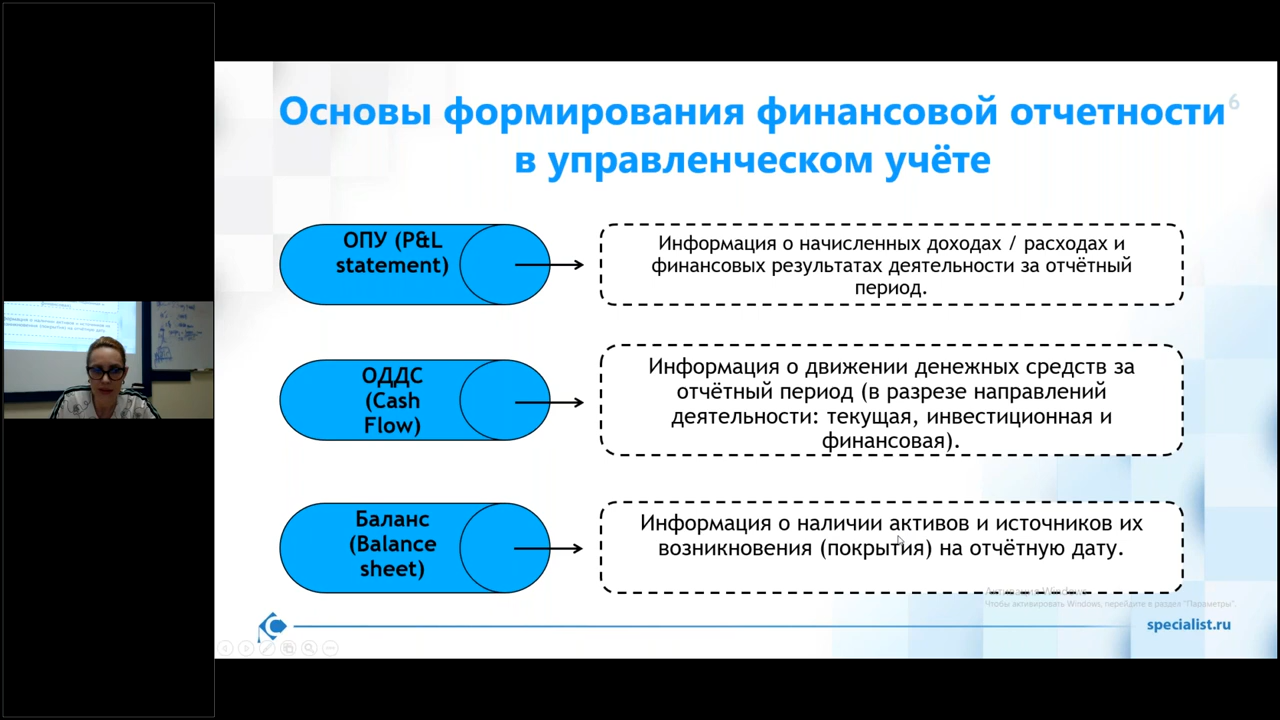 Основы формирования финансовой отчетности
6
в управленческом учёте
ОПУ (P&L
statement)
Информация о начисленных доходах / расходах и
финансовых результатах деятельности за отчётный
период.
ОДДС
(Cash
Flow)
Информация о движении денежных средств за
отчётный период (в разрезе направлений
деятельности: текущая, инвестиционная и
финансовая).
Баланс
(Balance
sheet)
Информация о наличии активов и источников их
возникновения (покрытия) на отчётную дату.
Активация Windows
Чтобы активировать Windows, перейдите в раздел "Параметры".
specialist.ru